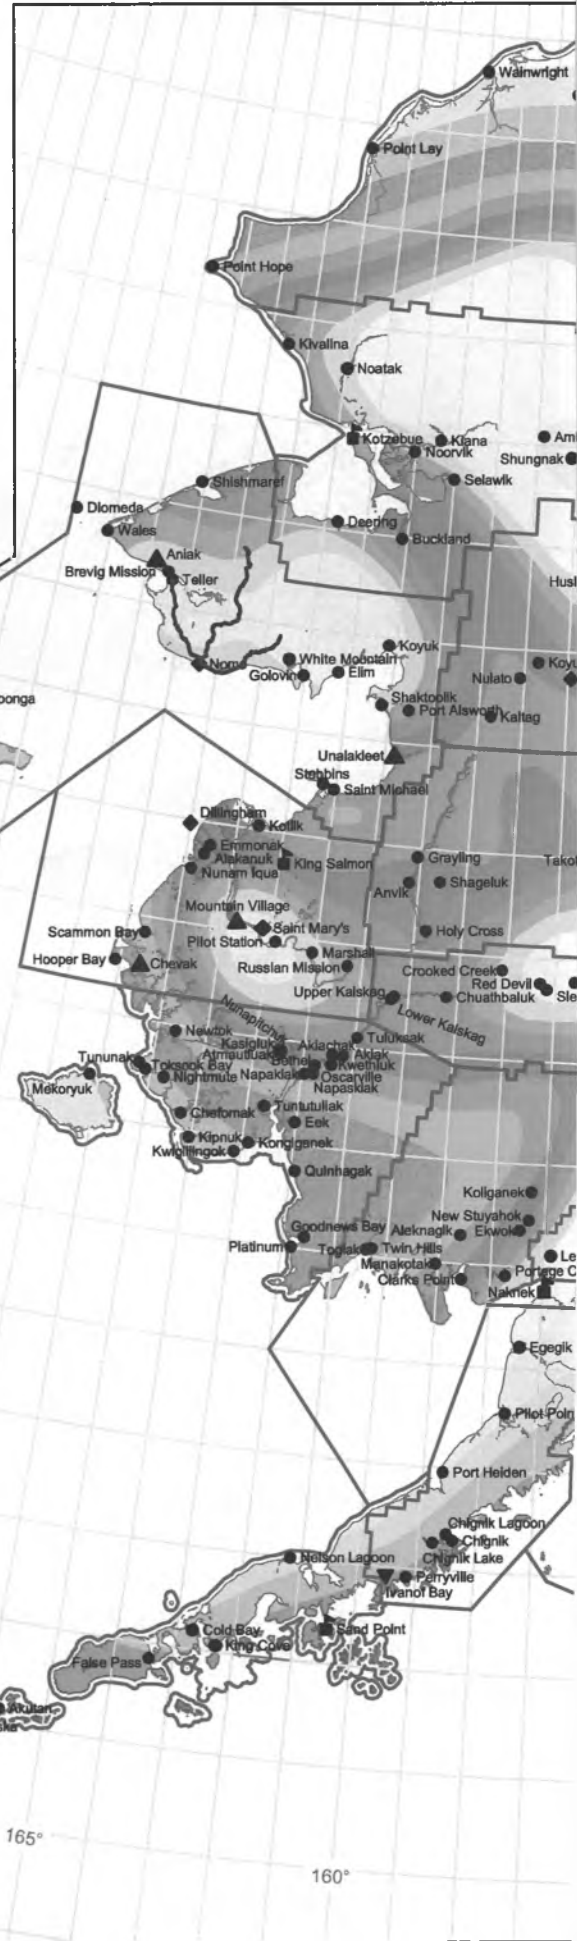 Wainwright
Point Lay
Point Hope
Kivalina
Noatak
Kotzebue
Kiana
Noorvik
Selawik
Shungnak
Shishmaref
Diomeda
Wales
Deering
Buckland
Aniak
Brevig Mission
Teller
Nome
White Mountain
Golovin
Elim
Koyuk
Nulato
Kaltag
Shaktoolik
Port Alsworth
Unalakleet
Stebbins
Saint Michael
Dillingham
Kotlik
Emmonak
Alakanuk
Nunam Iqua
King Salmon
Grayling
Anvik
Shageluk
Mountain Village
Saint Mary's
Holy Cross
Scammon Bay
Pilot Station
Marshall
Hooper Bay
Chevak
Russian Mission
Crooked Creek
Red Devil
Upper Kalskag
Chuathbaluk
Lower Kalskag
Nunapitchuk
Newtok
Kasigluk
Akiachak
Tuluksak
Atmautluak
Akiak
Tununak
Toksook Bay
Bethel
Kwethluk
Nightmute
Napakiak
Oscarville
Napaskiak
Mekoryuk
Chefornak
Tuntutuliak
Eek
Kipnuk
Kongiganek
Kwigillingok
Quinhagak
Koliganek
New Stuyahok
Goodnews Bay
Aleknagik
Ekwok
Platinum
Togiak
Twin Hills
Manakotak
Clarks Point
Portage C
Naknek
Egegik
Pilot Poin
Port Heiden
Chignik Lagoon
Chignik
Chignik Lake
Nelson Lagoon
Perryville
Ivanof Bay
Cold Bay
Sand Point
King Cove
False Pass
Akutan
165°
160°